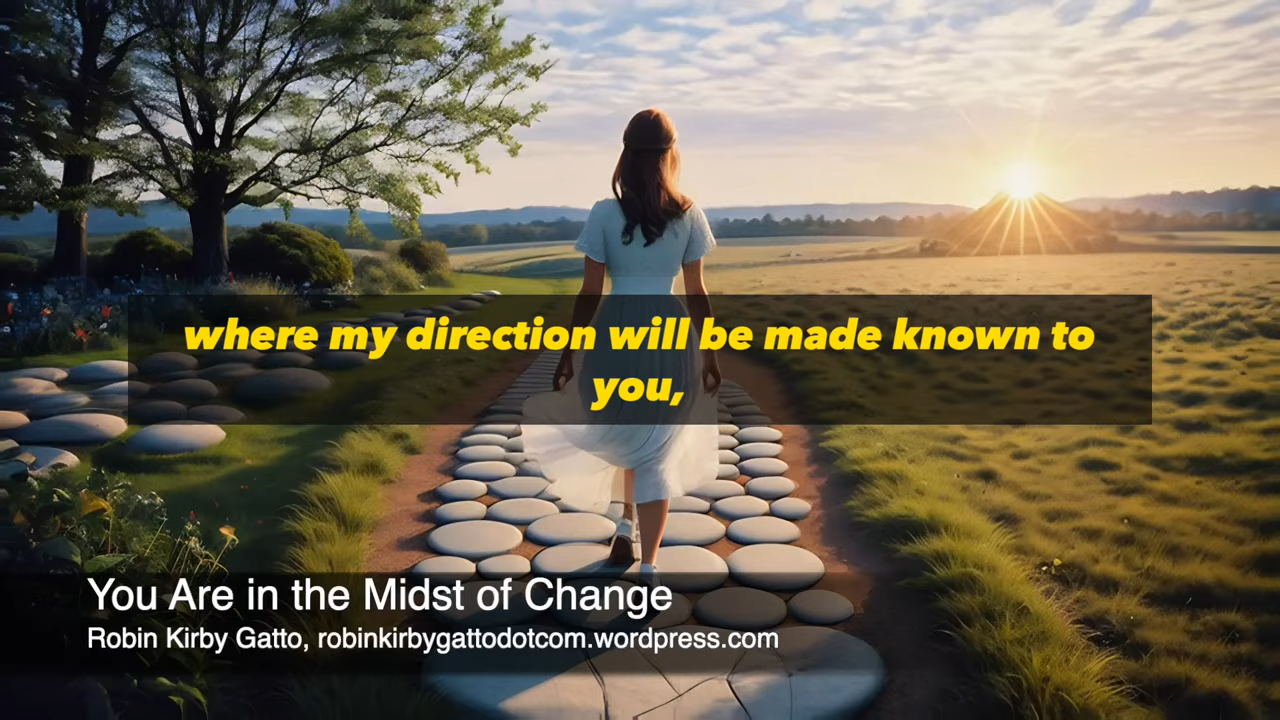 where my direction will be made known to
you,
You Are in the Midst of Change
Robin Kirby Gatto, robinkirbygattodotcom.wordpress.com